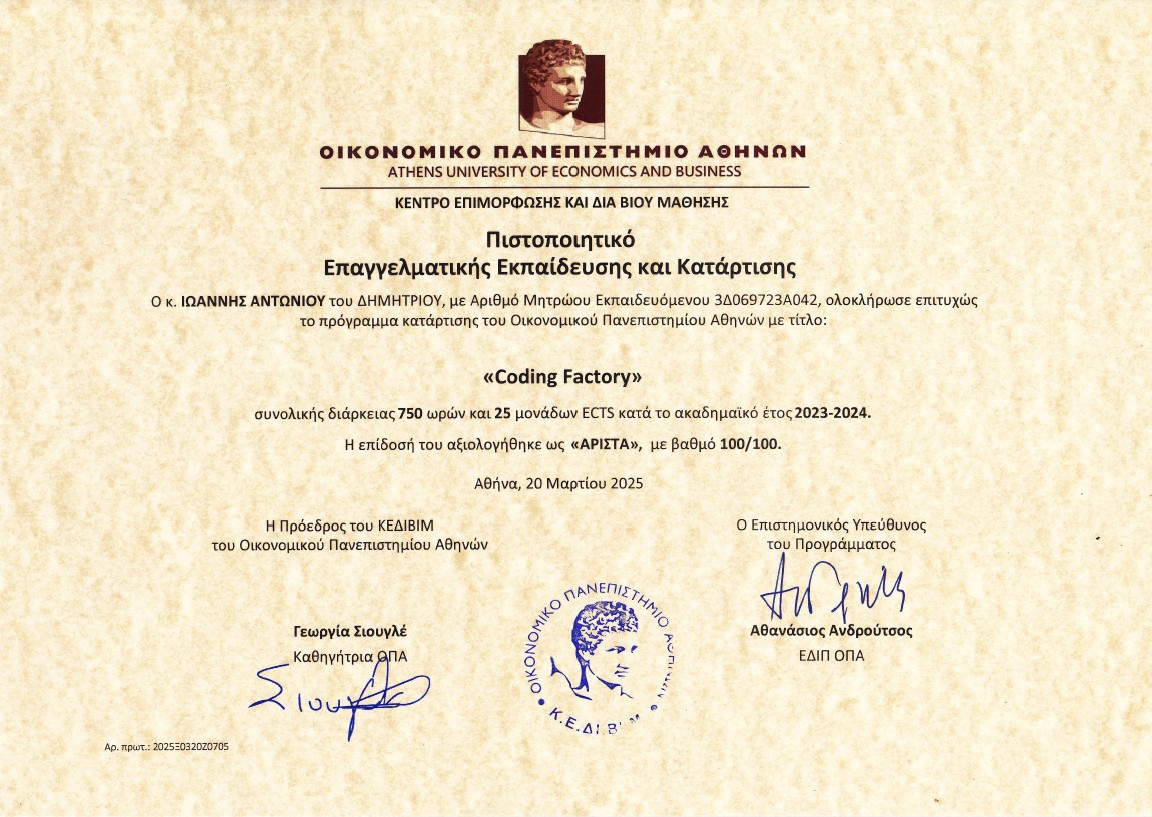 ΟΙΚΟΝΟΜΙΚΟ ΠΑΝΕΠΙΣΤΗΜΙΟ ΑΘΗΝΩΝ
ATHENS UNIVERSITY OF ECONOMICS AND BUSINESS
ΚΕΝΤΡΟ ΕΠΙΜΟΡΦΩΣΗΣ ΚΑΙ ΔΙΑ ΒΙΟΥ ΜΑΘΗΣΗΣ
Πιστοποιητικό
Επαγγελματικής Εκπαίδευσης και Κατάρτισης
Ο κ. ΙΩΑΝΝΗΣ ΑΝΤΩΝΙΟΥ του ΔΗΜΗΤΡΙΟΥ, με Αριθμό Μητρώου Εκπαιδευόμενου 3Δ069723Α042, ολοκλήρωσε επιτυχώς
το πρόγραμμα κατάρτισης του Οικονομικού Πανεπιστημίου Αθηνών με τίτλο:
«Coding Factory»
συνολικής διάρκειας 750 ωρών και 25 μονάδων ECTS κατά το ακαδημαϊκό έτος 2023-2024.
Η επίδοσή του αξιολογήθηκε ως «ΑΡΙΣΤΑ», με βαθμό 100/100.
Αθήνα, 20 Μαρτίου 2025
Η Πρόεδρος του ΚΕΔΙΒΙΜ
του Οικονομικού Πανεπιστημίου Αθηνών
Ο Επιστημονικός Υπεύθυνος
του Προγράμματος
Γεωργία Σιουγλέ
Καθηγήτρια ΟΠΑ
Σιουγλε
Αθανάσιος Ανδρούτσος
ΕΔΙΠ ΟΠΑ
ΟΙΚΟΝΟΜΙΚΟ ΠΑΝΕΠΙΣΤΗΜΙΟ
Κ.Ε.ΔΙ.ΒΙ.Μ
Αρ. πρωτ.: 2025Ξ0320Ζ0705